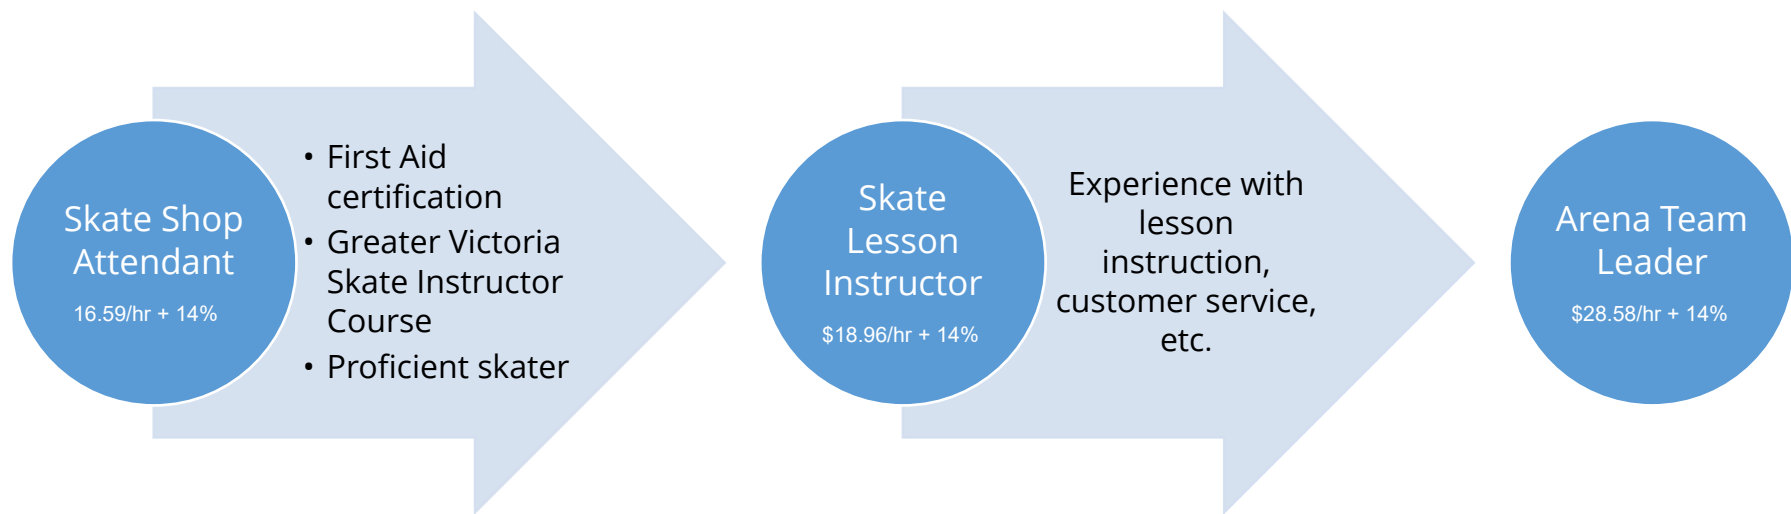 Skate Shop
Attendant
16.59/hr + 14%
• First Aid
certification
• Greater Victoria
Skate Instructor
Course
• Proficient skater
Skate
Lesson
Instructor
$18.96/hr + 14%
Experience with
lesson
instruction,
customer service,
etc.
Arena Team
Leader
$28.58/hr + 14%